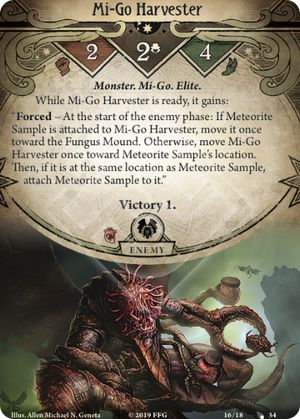 Mi-Go Harvester
2 2 4
Monster. Mi-Go. Elite.
While Mi-Go Harvester is ready, it gains:
“Forced – At the start of the enemy phase: If Meteorite
Sample is attached to Mi-Go Harvester, move it once
toward the Fungus Mound. Otherwise, move Mi-Go
Harvester once toward Meteorite Sample's location.
Then, if it is at the same location as Meteorite Sample,
attach Meteorite Sample to it.”
Victory 1.
ENEMY
Illus. Allen Michael N. Geneta
© 2019 FFG
16/18
34